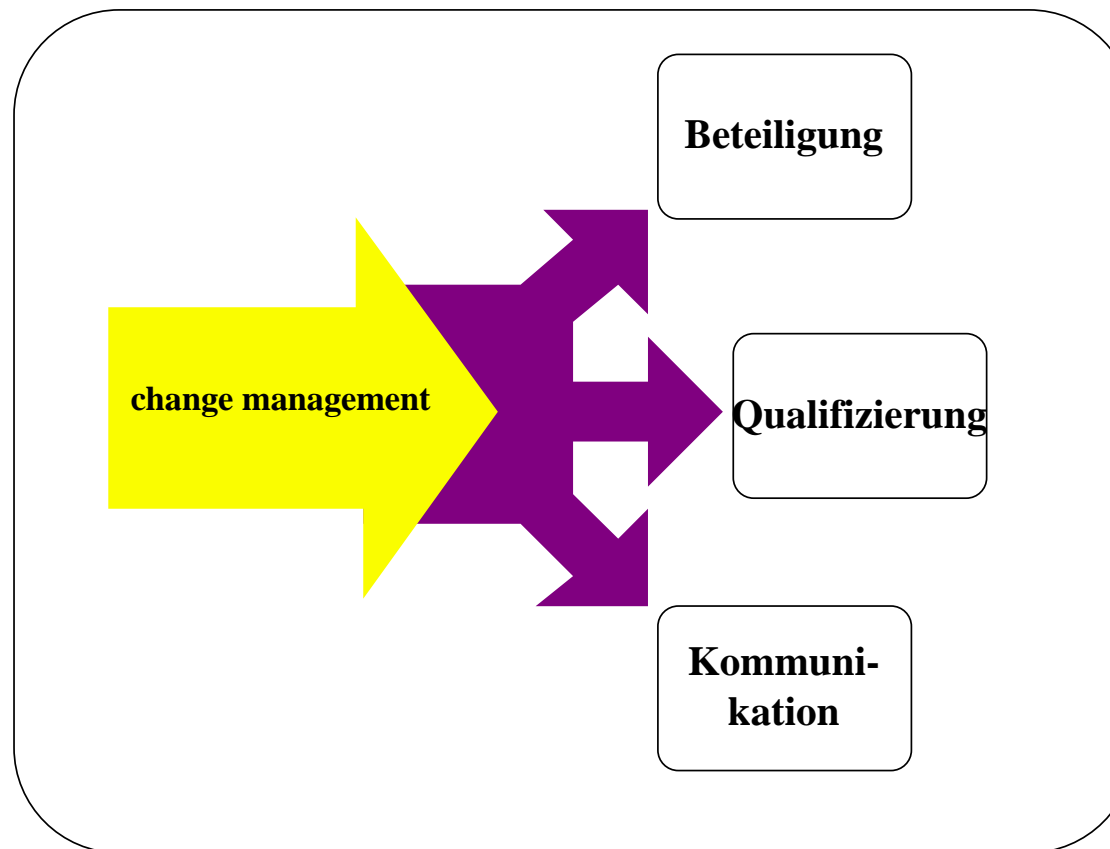 Beteiligung
change management
Qualifizierung
Kommuni-
kation